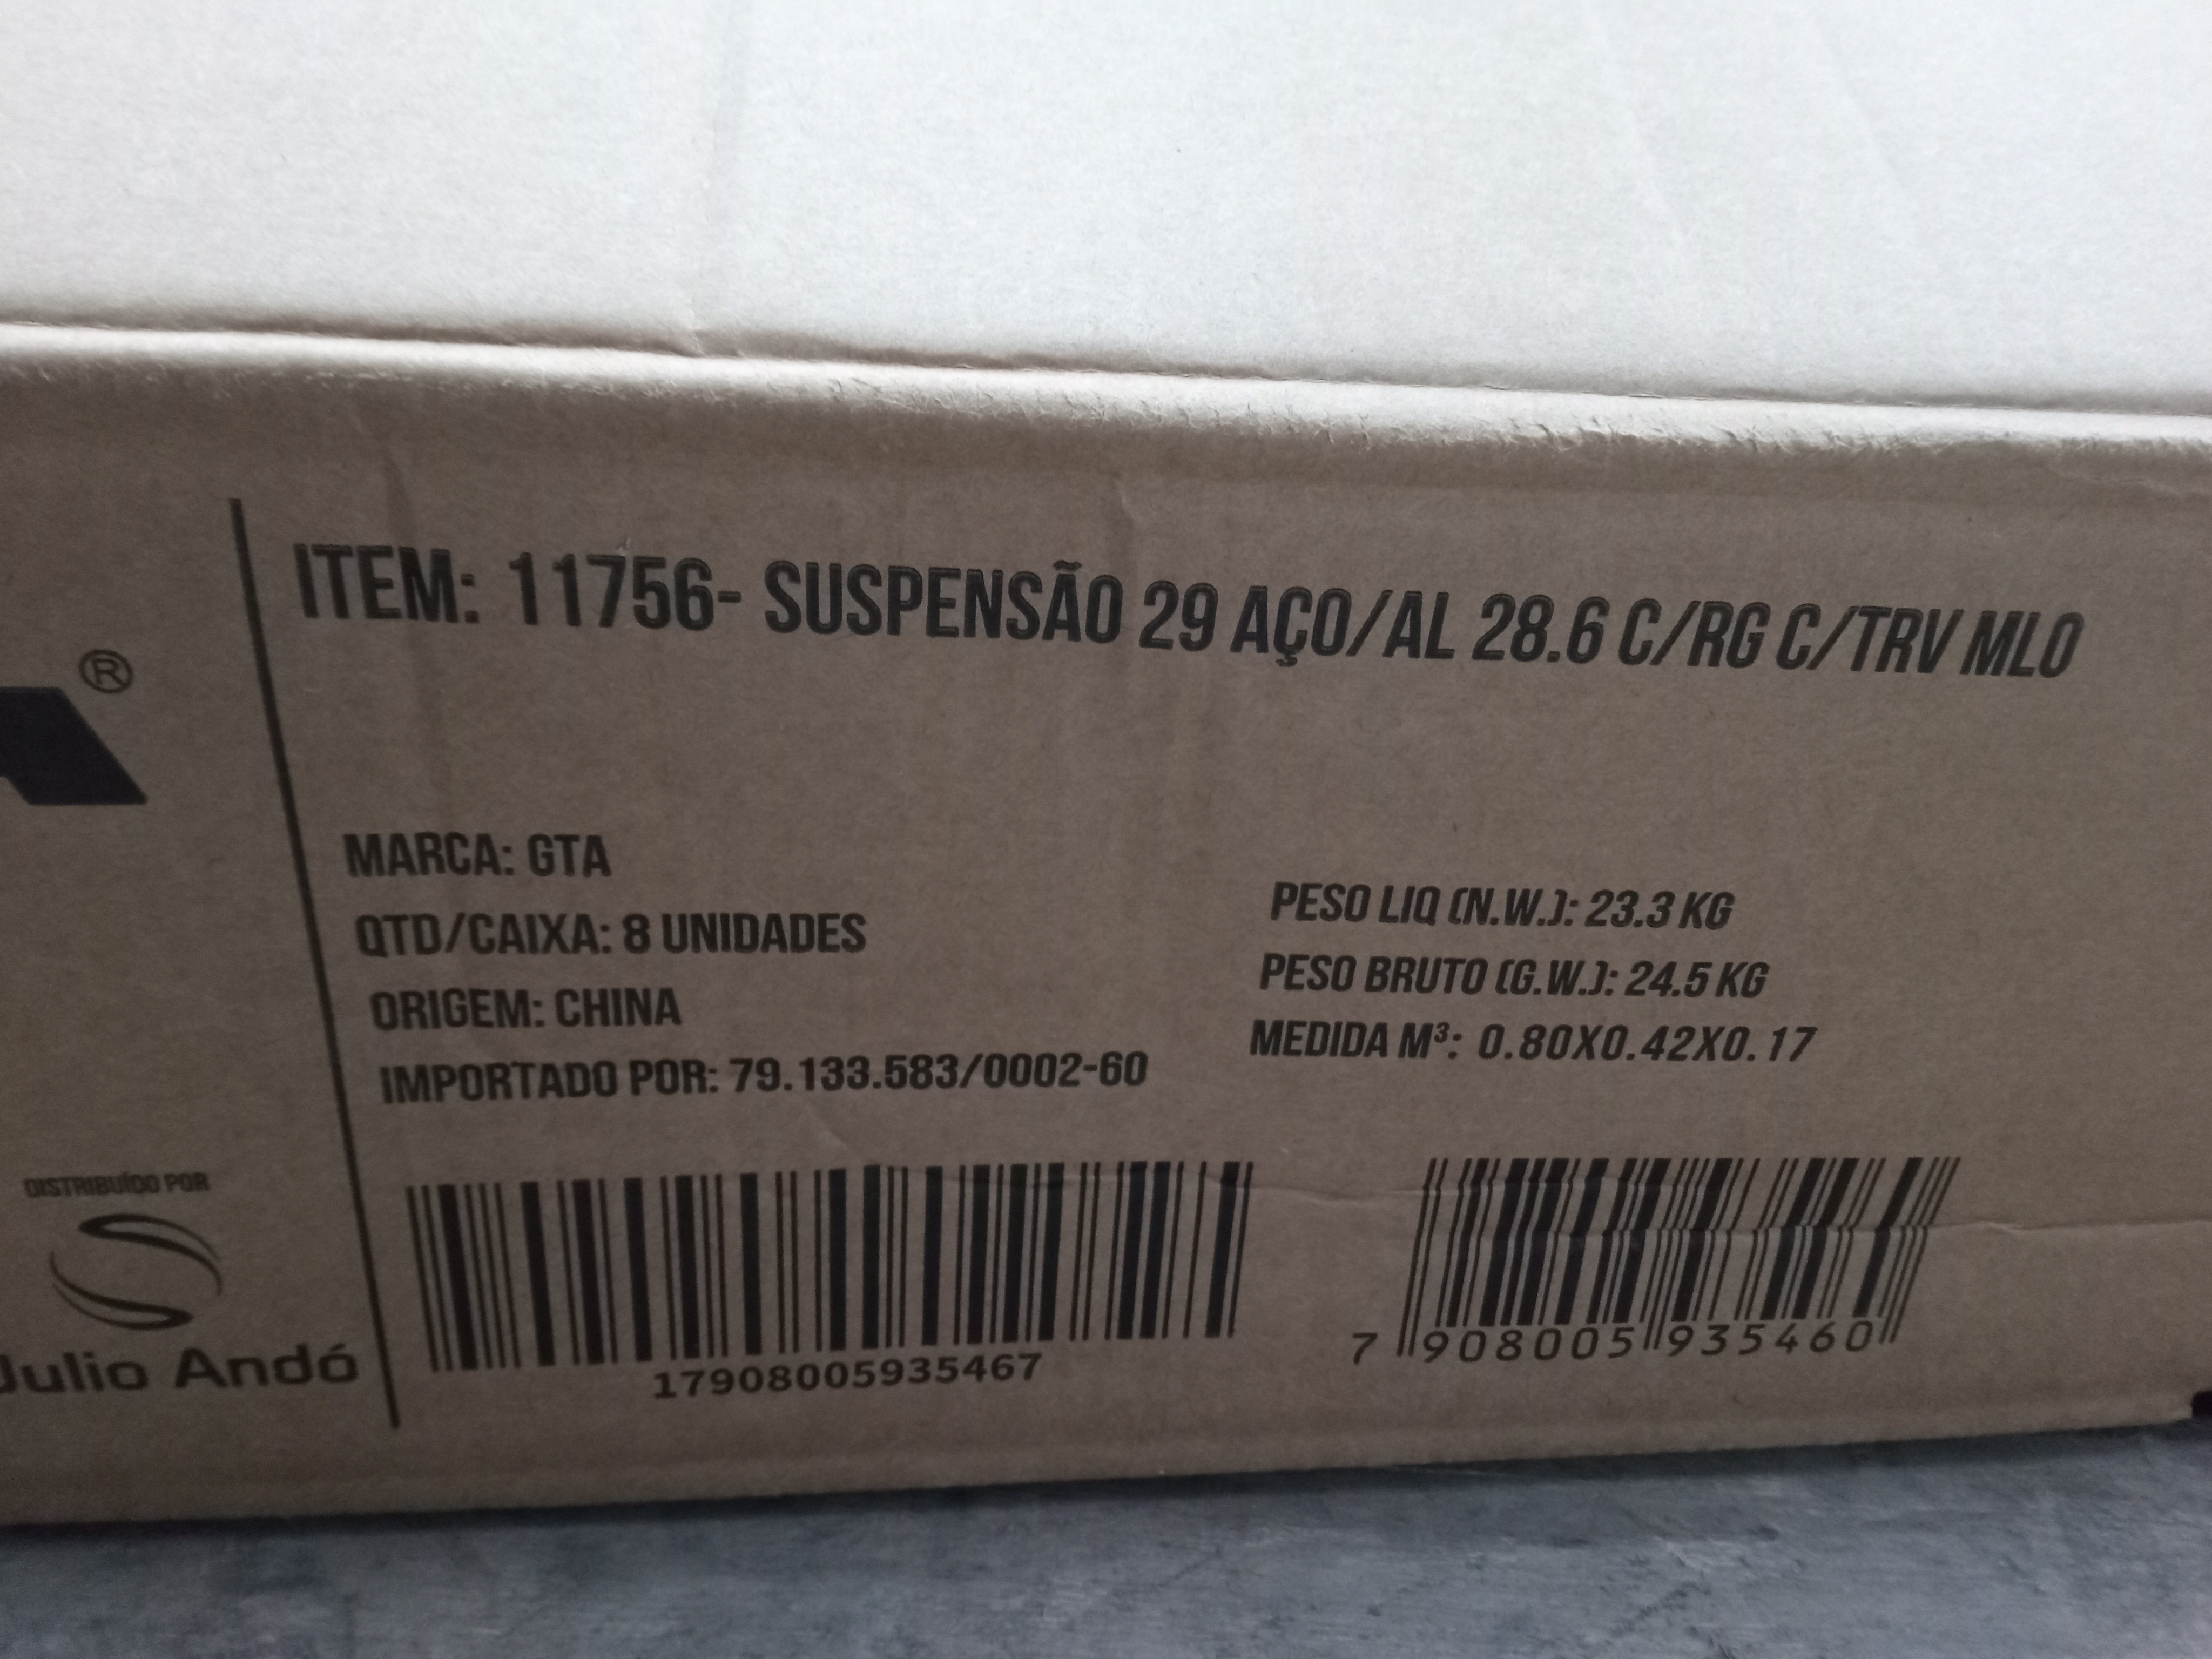 ITEM: 11756- SUSPENSÃO 29 AÇO/AL 28.6 C/RG C/TRV MLO
A®
MARCA: GTA
QTD/CAIXA: 8 UNIDADES
ORIGEM: CHINA
IMPORTADO POR: 79.133.583/0002-60
PESO LIQ (N.W.): 23.3 KG
PESO BRUTO (G.W.): 24.5 KG
MEDIDA M³: 0.80X0.42X0.17
DISTRIBUÍDO POR
Julio Andó
17908005935467
7 908005 935460